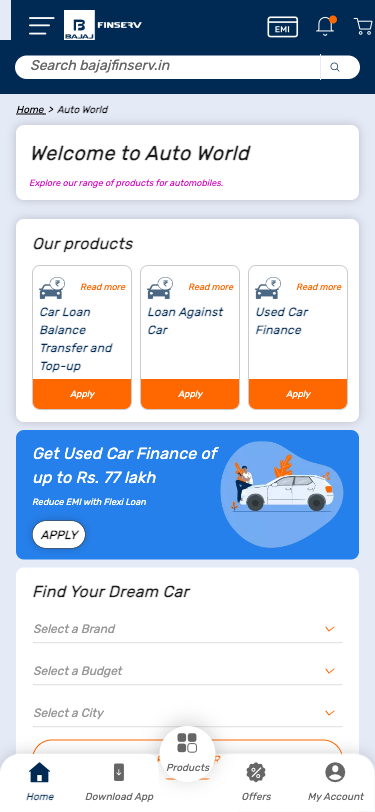 BAJAJ FINSERV
EMI
Search bajajfinserv.in
Home > Auto World
Welcome to Auto World
Explore our range of products for automobiles.
Our products
Read more
Car Loan
Balance
Transfer and
Top-up
Apply
Read more
Loan Against
Car
Apply
Read more
Used Car
Finance
Apply
Get Used Car Finance of
up to Rs. 77 lakh
Reduce EMI with Flexi Loan
APPLY
Find Your Dream Car
Select a Brand
Select a Budget
Select a City
Home
Download App
Products
Offers
My Account